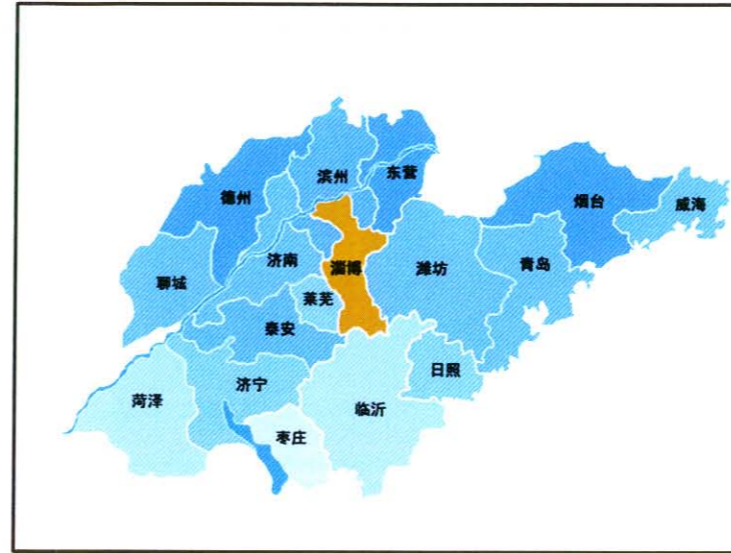 滨州
东营
德州
烟台
威海
济南
淄博
潍坊
青岛
聊城
莱芜
泰安
日照
济宁
菏泽
临沂
枣庄